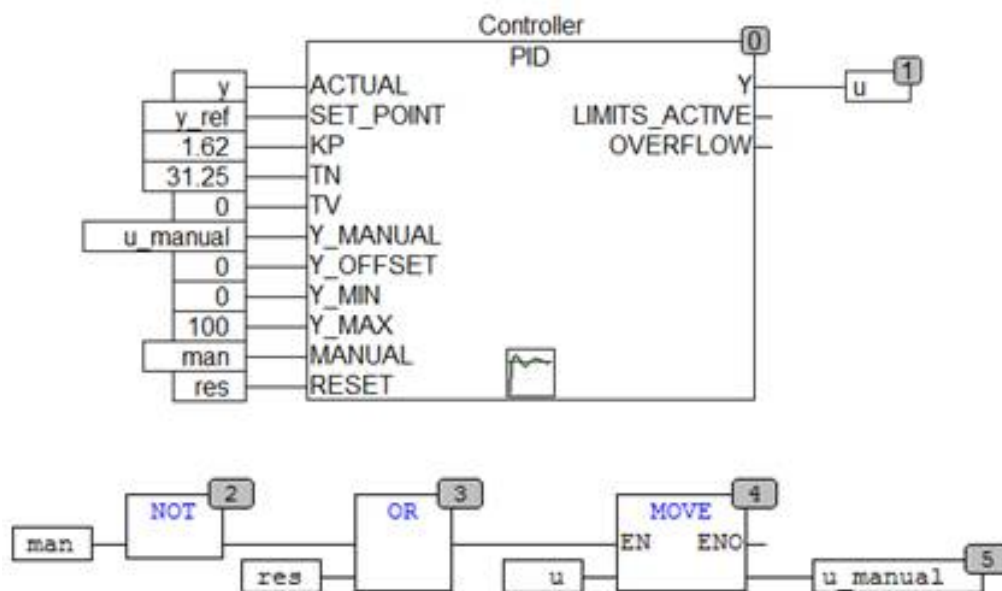 Controller
0
PID
y ACTUAL Y u 1
y_ref SET_POINT LIMITS_ACTIVE
1.62 KP OVERFLOW
31.25 TN
0 TV
u_manual Y_MANUAL
0 Y_OFFSET
0 Y_MIN
100 Y_MAX
man MANUAL
res RESET
2 3 4
NOT OR MOVE
man EN ENO 5
res u u_manual